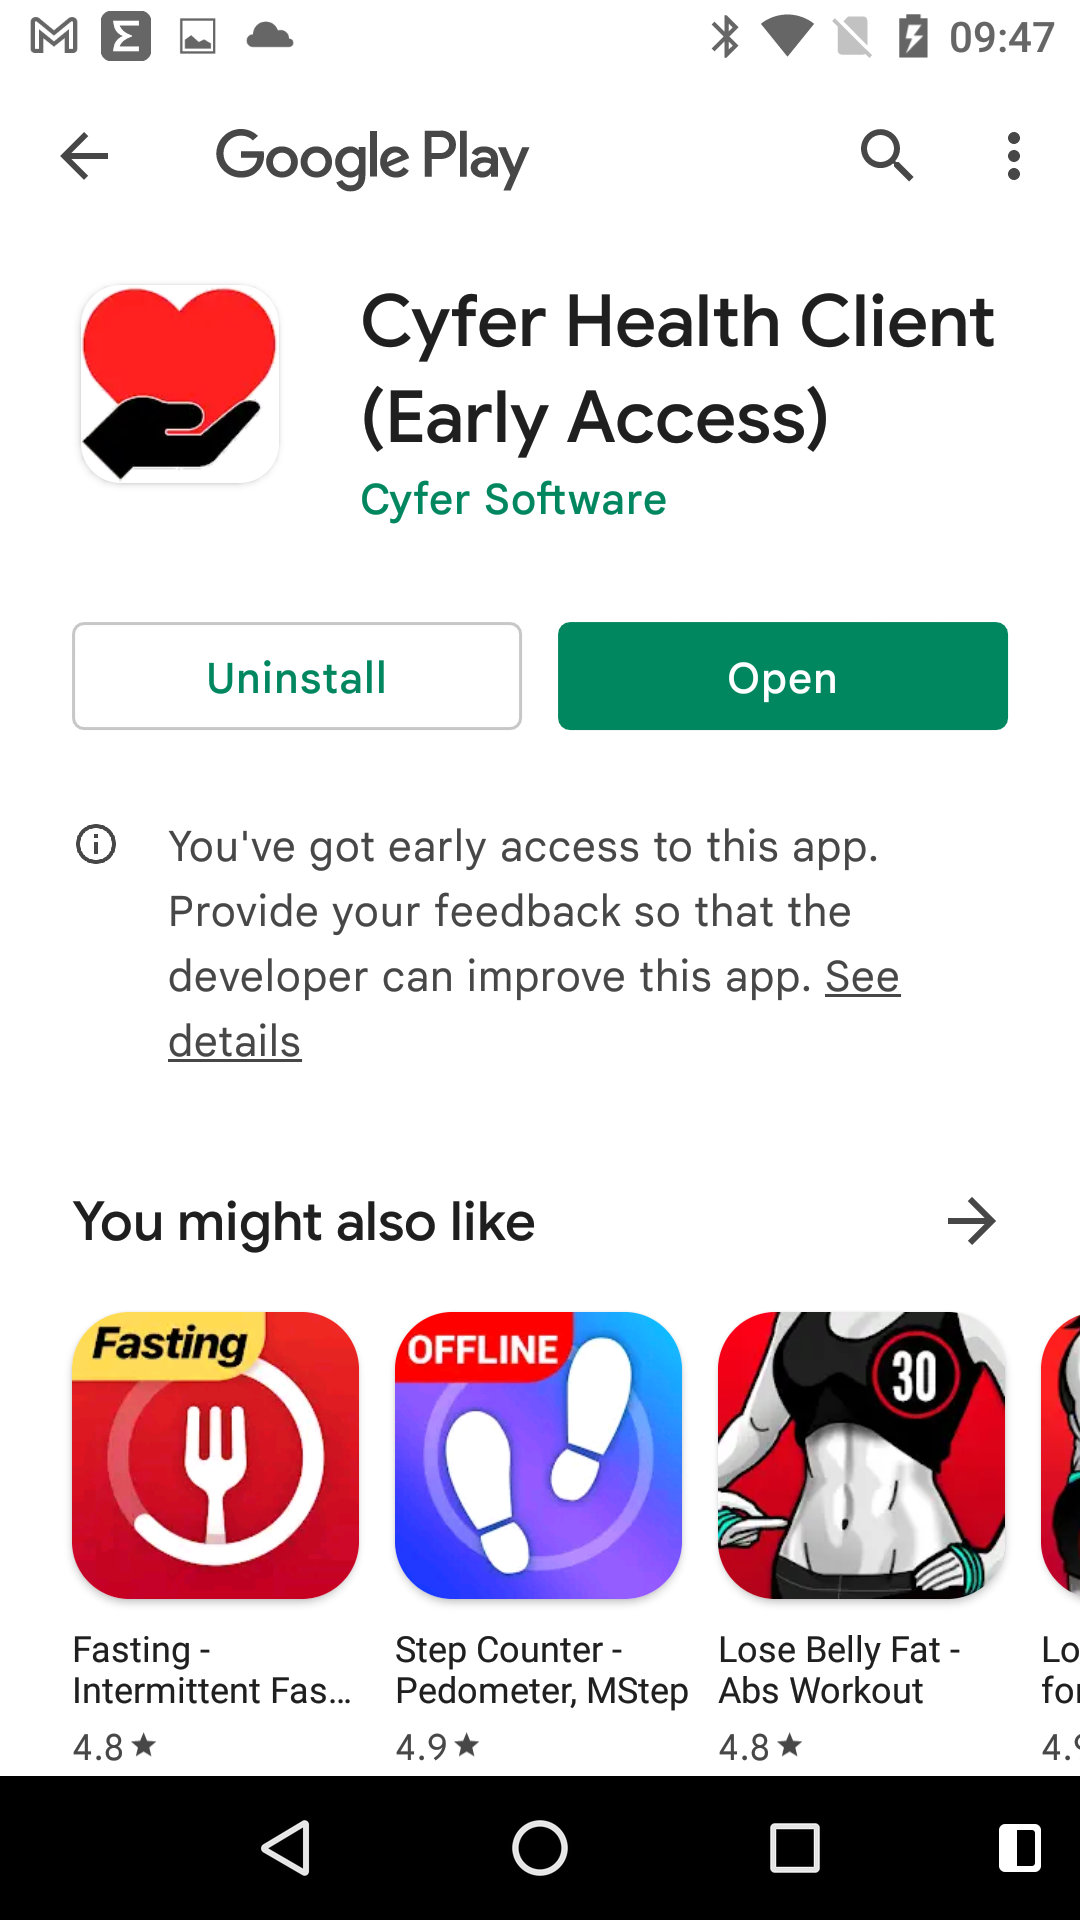 09:47
Google Play
Cyfer Health Client
(Early Access)
Cyfer Software
Uninstall
Open
You've got early access to this app.
Provide your feedback so that the
developer can improve this app. See
details
You might also like
Fasting
OFFLINE
30
Fasting -
Intermittent Fas...
4.8★
Step Counter -
Pedometer, MStep
4.9★
Lose Belly Fat -
Abs Workout
4.8★
Lo
for
4.9